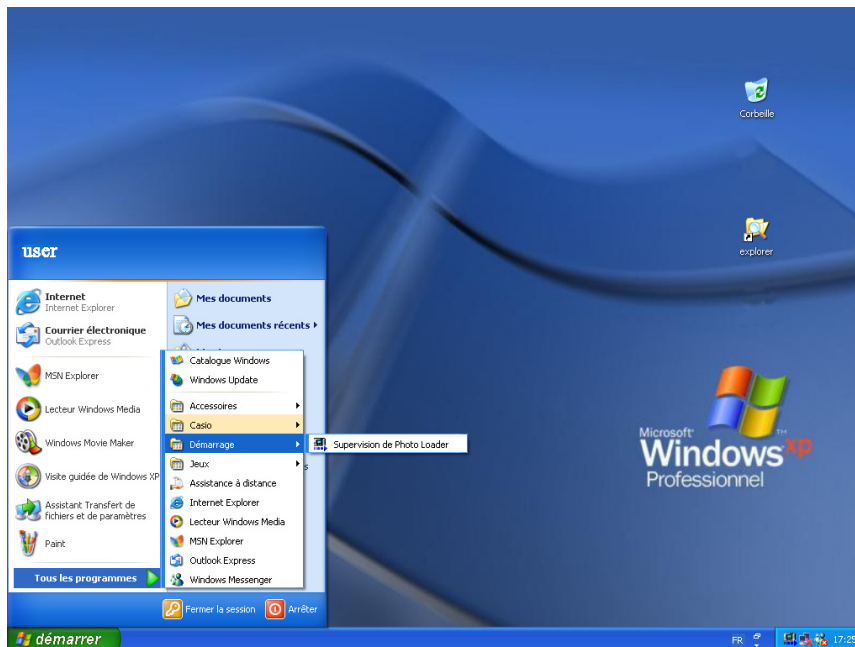 Corbeille
explorer
user
Internet
Internet Explorer
Courrier électronique
Outlook Express
MSN Explorer
Lecteur Windows Media
Windows Movie Maker
Visite guidée de Windows XP
Assistant Transfert de
fichiers et de paramètres
Paint
Tous les programmes
Mes documents
Mes documents récents
Catalogue Windows
Windows Update
Accessoires
Casio
Démarrage
Jeux
Assistance à distance
Internet Explorer
Lecteur Windows Media
MSN Explorer
Outlook Express
Windows Messenger
Supervision de Photo Loader
Fermer la session
Arrêter
Microsoft
Windows xp
Professionnel
TM
démarrer
FR
17:25